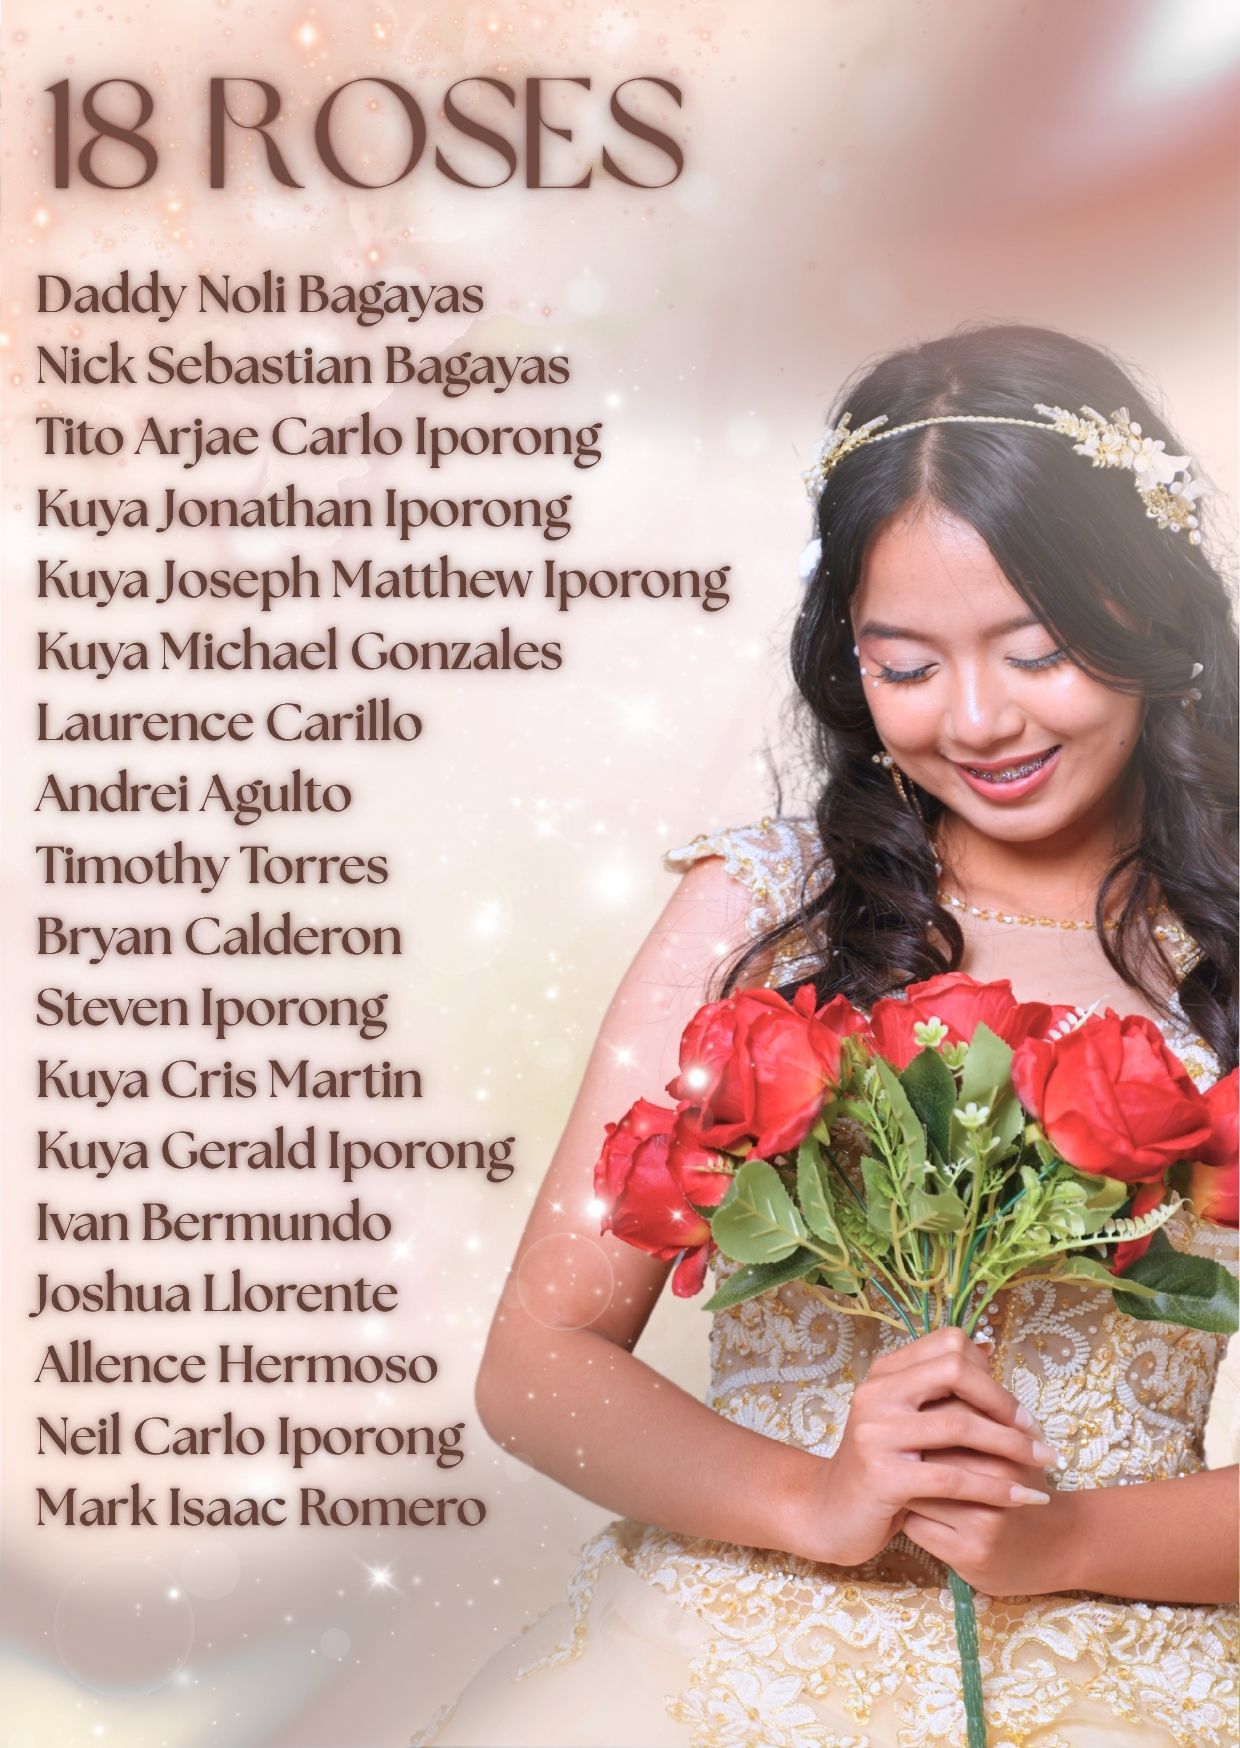 18 ROSES
Daddy Noli Bagayas
Nick Sebastian Bagayas
Tito Arjae Carlo Iporong
Kuya Jonathan Iporong
Kuya Joseph Matthew Iporong
Kuya Michael Gonzales
Laurence Carillo
Andrei Agulto
Timothy Torres
Bryan Calderon
Steven Iporong
Kuya Cris Martin
Kuya Gerald Iporong
Ivan Bermundo
Joshua Llorente
Allence Hermoso
Neil Carlo Iporong
Mark Isaac Romero